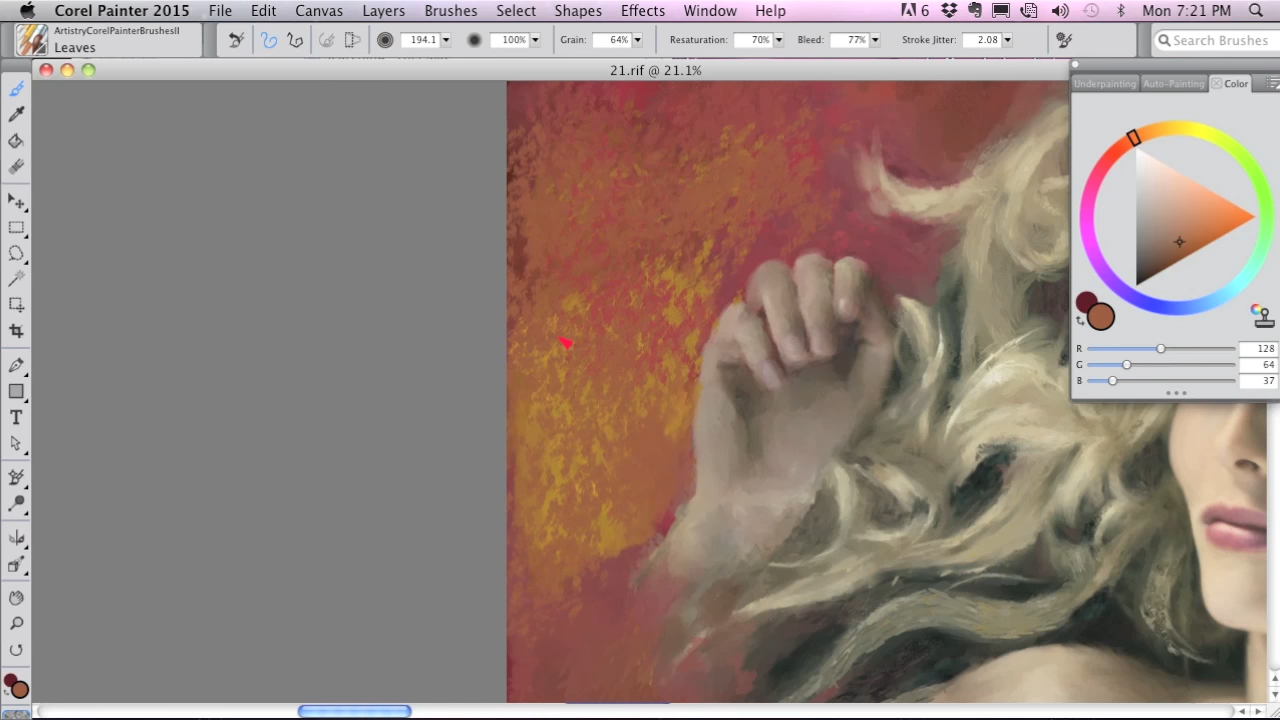 Corel Painter 2015 File Edit Canvas Layers Brushes Select Shapes Effects Window Help 6 Mon 7:21 PM
ArtistryCorelPainterBrushesII
Leaves
194.1 100% Grain: 64% Resaturation: 70% Bleed: 77% Stroke Jitter: 2.08 Search Brushes
21.rif @ 21.1%
Underpainting Auto-Painting Color
R 128
G 64
B 37
T